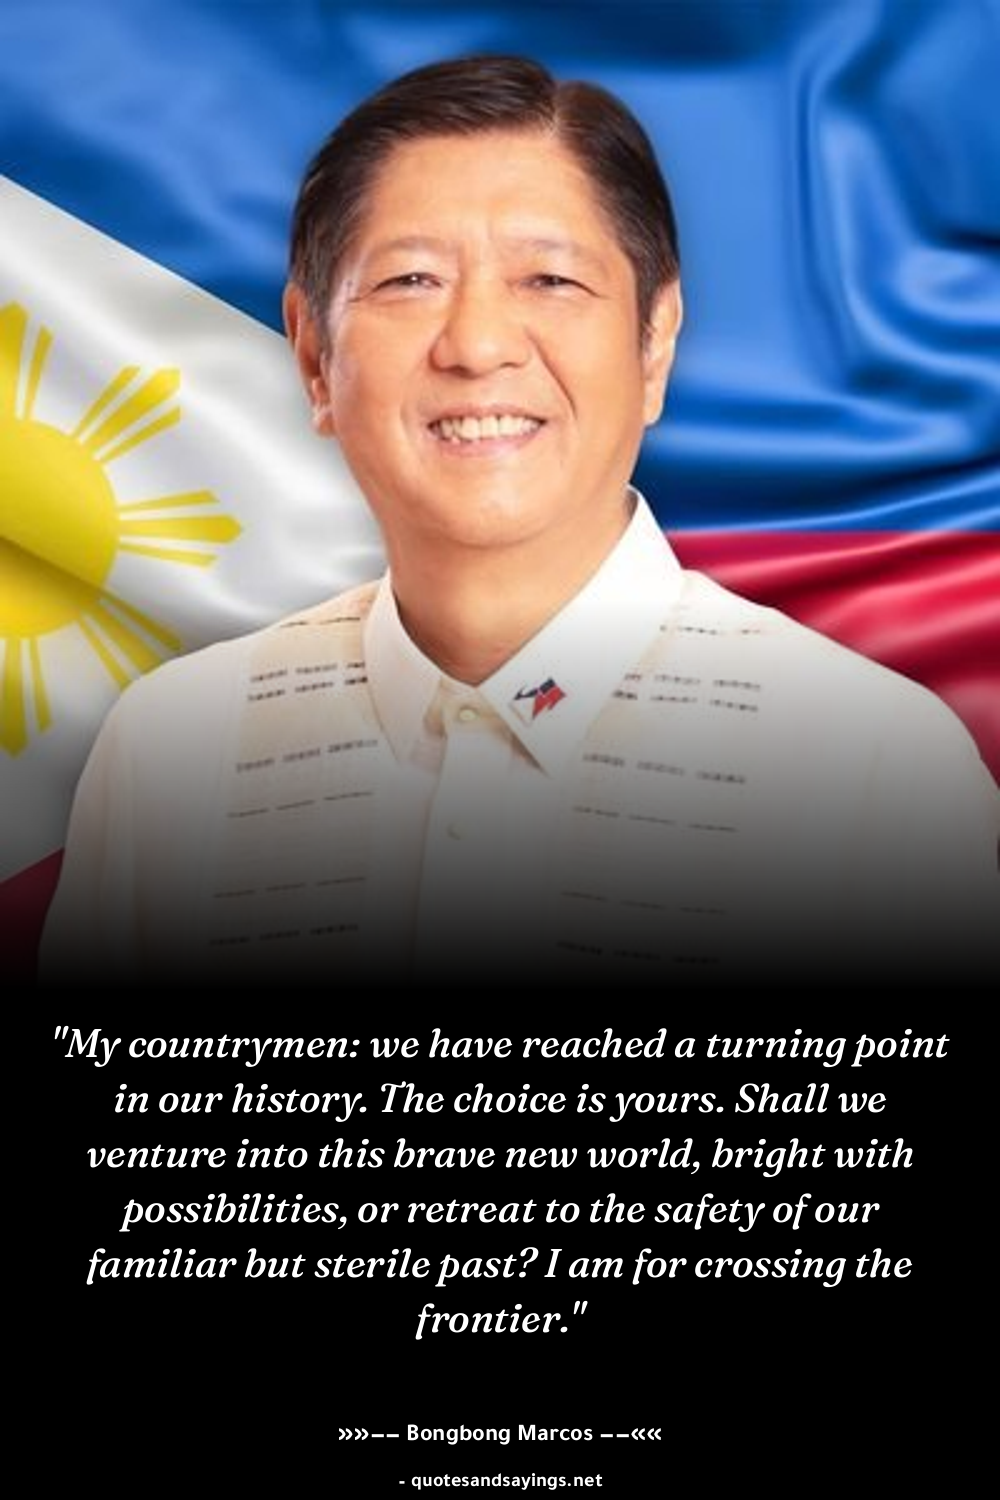 "My countrymen: we have reached a turning point
in our history. The choice is yours. Shall we
venture into this brave new world, bright with
possibilities, or retreat to the safety of our
familiar but sterile past? I am for crossing the
frontier."
»»–– Bongbong Marcos ––««
- quotesandsayings.net